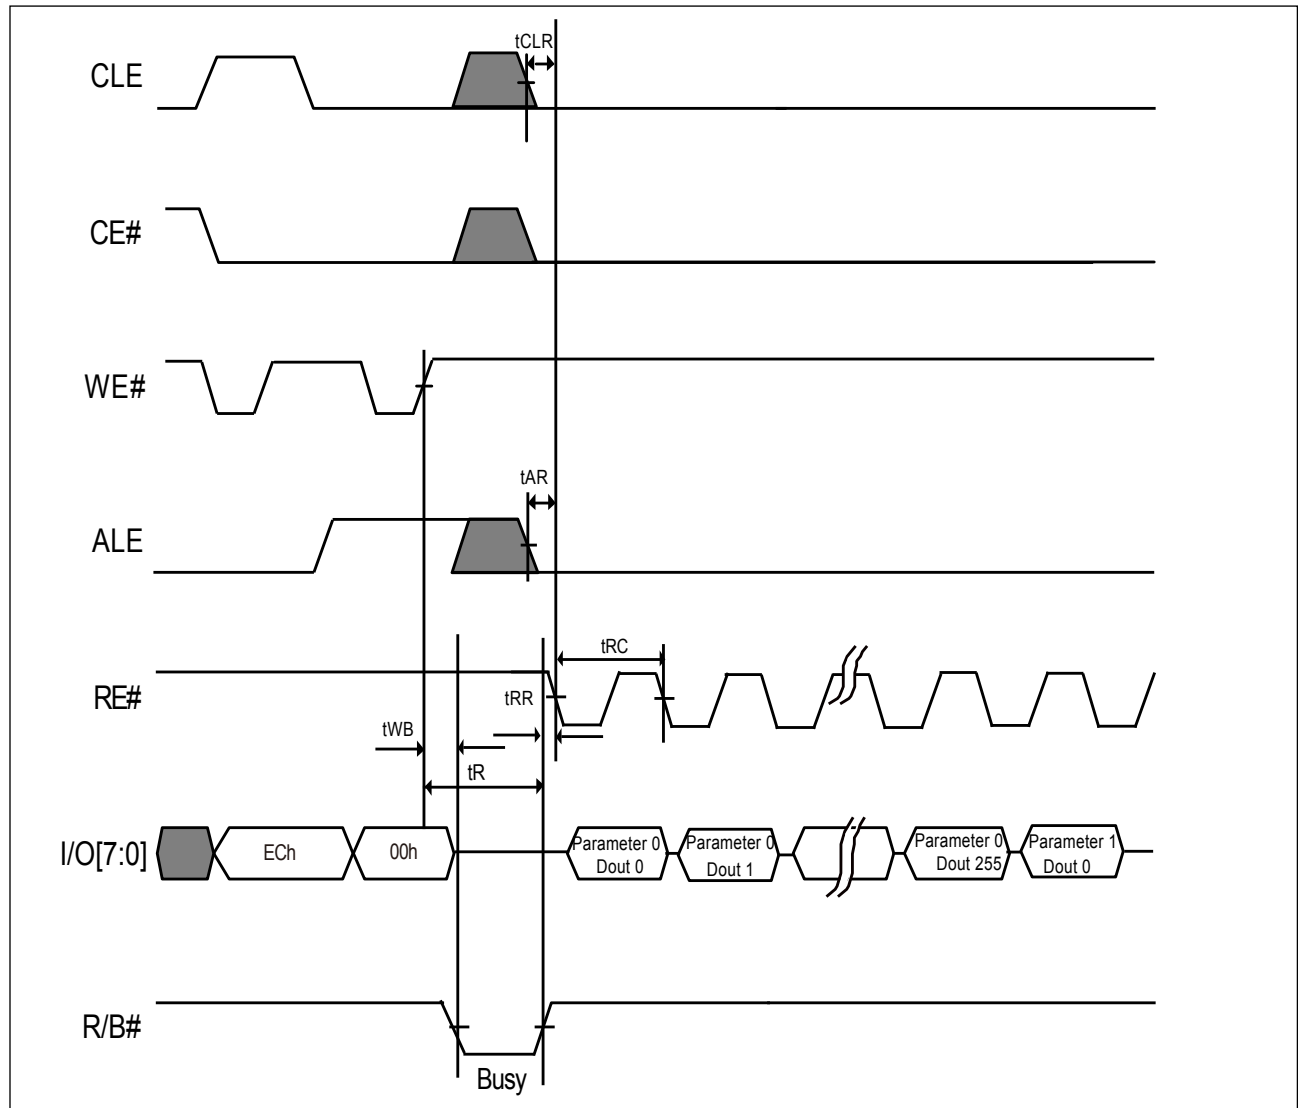 tCLR
CLE
CE#
WE#
tAR
ALE
tRC
RE#
tRR
tWB
tR
I/O[7:0]
ECh
00h
Parameter 0
Dout 0
Parameter 0
Dout 1
Parameter 0
Dout 255
Parameter 1
Dout 0
R/B#
Busy